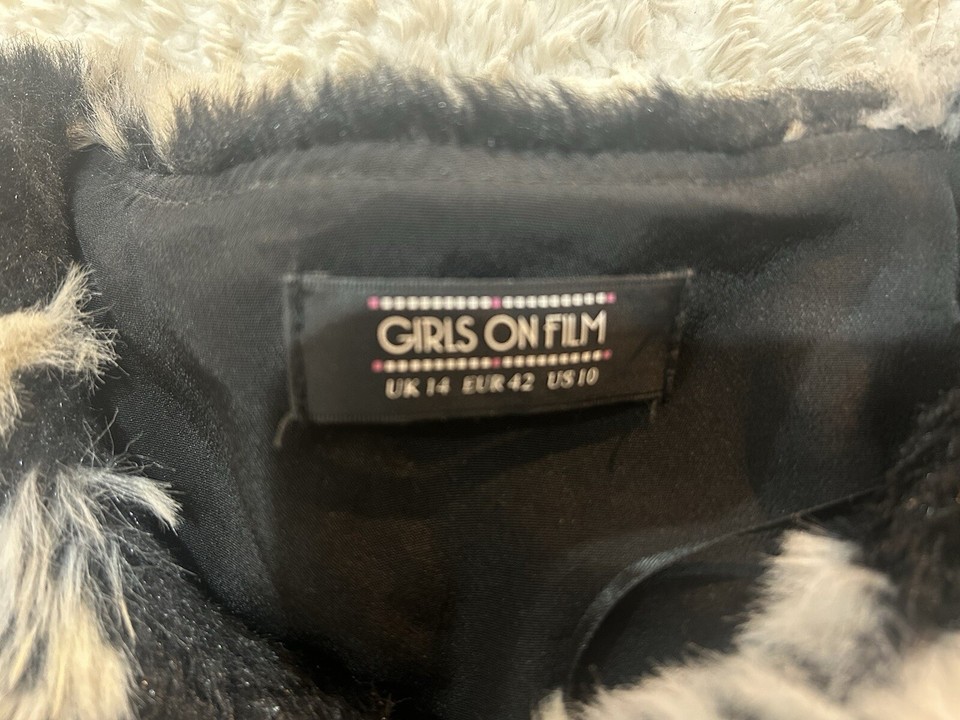 GIRLS ON FILM
UK 14 EUR 42 US 10